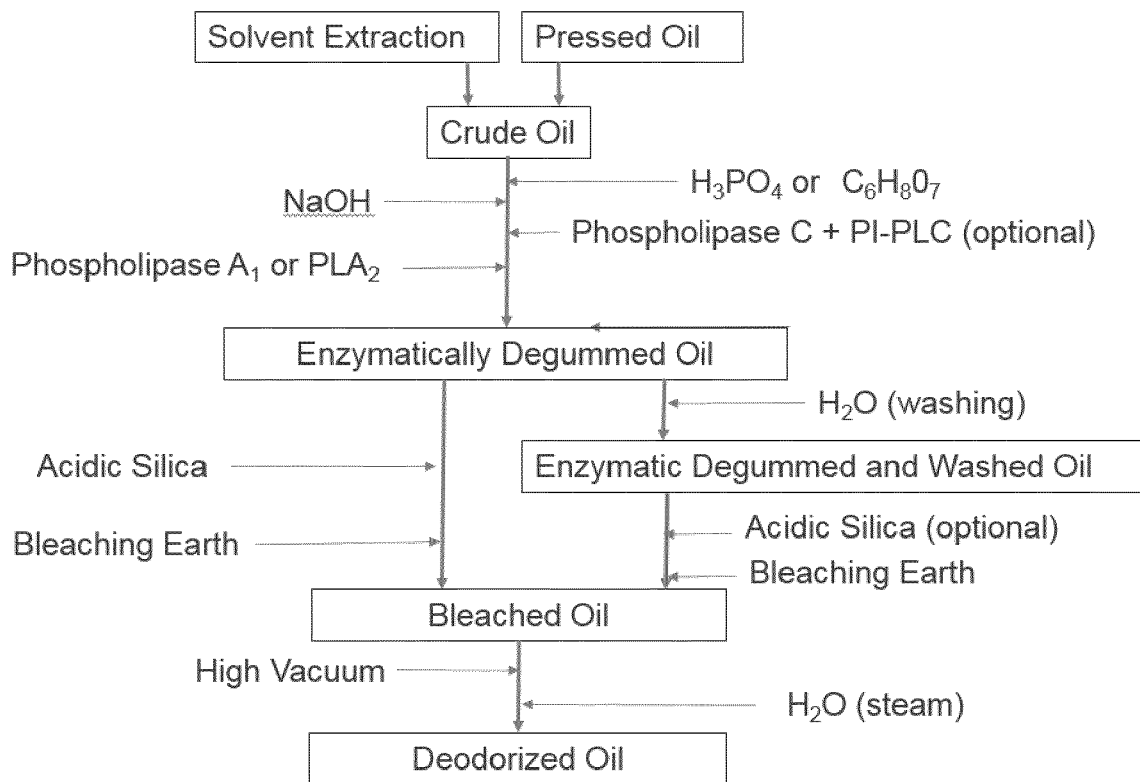 Solvent Extraction
Pressed Oil
Crude Oil
H₃PO₄ or C₆H₈0₇
NaOH
Phospholipase C + PI-PLC (optional)
Phospholipase A₁ or PLA₂
Enzymatically Degummed Oil
H₂O (washing)
Acidic Silica
Enzymatic Degummed and Washed Oil
Acidic Silica (optional)
Bleaching Earth
Bleaching Earth
Bleached Oil
High Vacuum
H₂O (steam)
Deodorized Oil